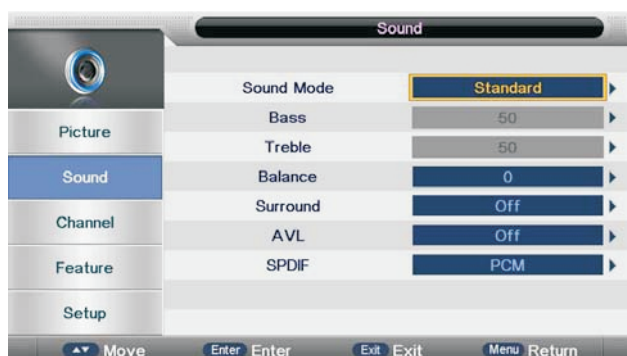 Sound
Sound Mode Standard
Bass 50
Treble 50
Balance 0
Surround Off
AVL Off
SPDIF PCM
Picture
Sound
Channel
Feature
Setup
Move Enter Enter Exit Exit Menu Return